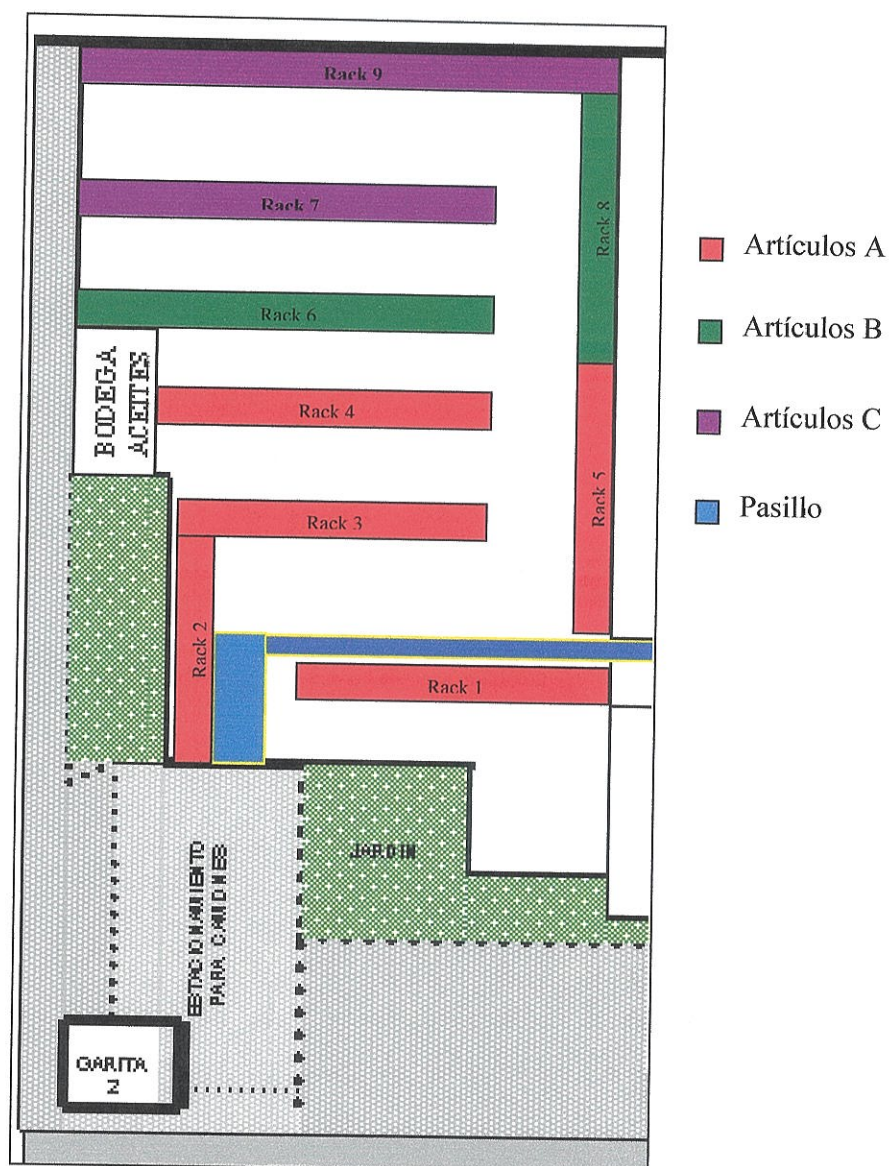 Rack 9
Rack 7
Rack 8
Rack 6
BODEGA
ACEITES
Rack 4
Rack 5
Rack 3
Rack 2
Rack 1
JARDIN
ESTACIONAMIENTO
PARA CAMIONES
GARITA
2
Artículos A
Artículos B
Artículos C
Pasillo